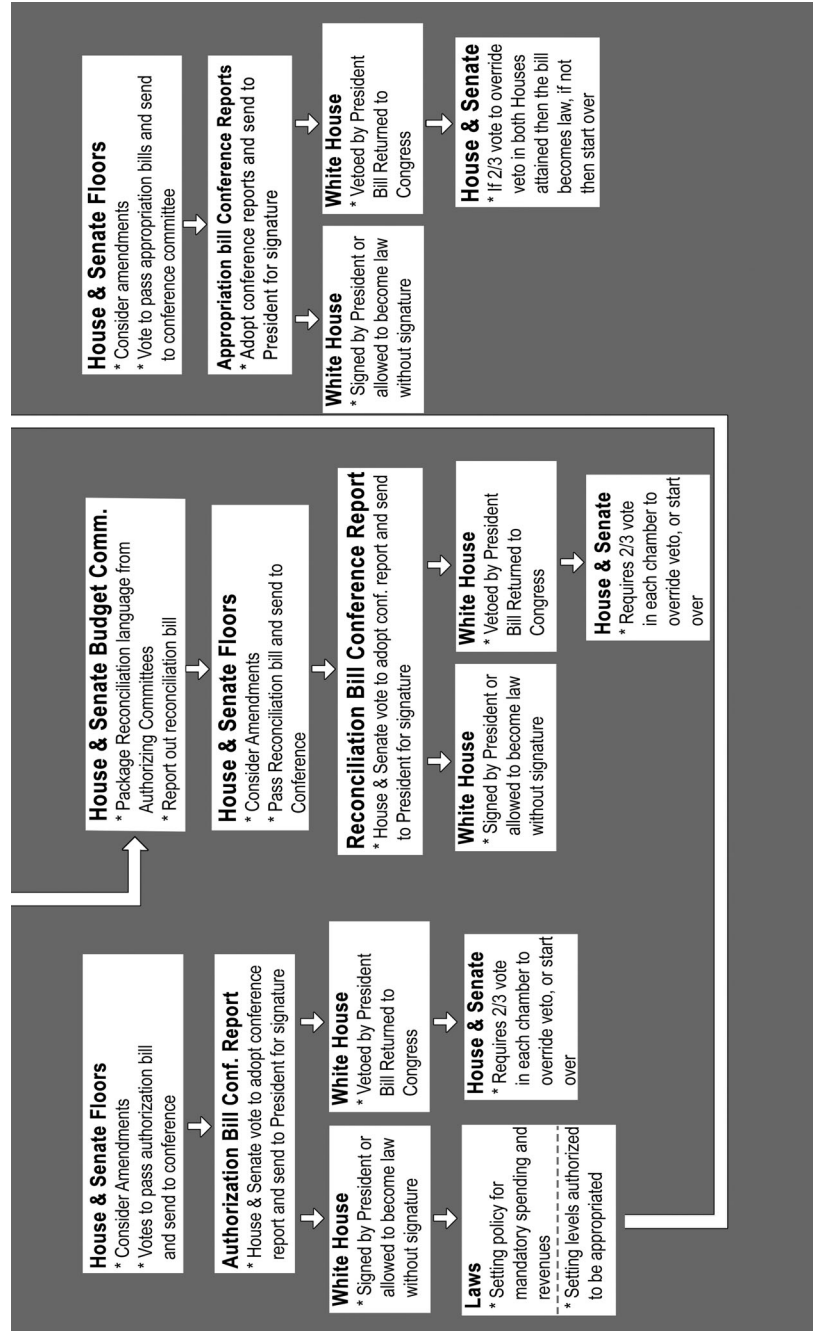 House & Senate Floors
* Consider Amendments
* Votes to pass authorization bill
and send to conference
Authorization Bill Conf. Report
* House & Senate vote to adopt conference
report and send to President for signature
White House
* Signed by President or
allowed to become law
without signature
White House
* Vetoed by President
Bill Returned to
Congress
Laws
* Setting policy for
mandatory spending and
revenues
* Setting levels authorized
to be appropriated
House & Senate
* Requires 2/3 vote
in each chamber to
override veto, or start
over
House & Senate Budget Comm.
* Package Reconciliation language from
Authorizing Committees
* Report out reconciliation bill
House & Senate Floors
* Consider Amendments
* Pass Reconciliation bill and send to
Conference
Reconciliation Bill Conference Report
* House & Senate vote to adopt conf. report and send
to President for signature
White House
* Signed by President or
allowed to become law
without signature
White House
* Vetoed by President
Bill Returned to
Congress
House & Senate
* Requires 2/3 vote
in each chamber to
override veto, or start
over
House & Senate Floors
* Consider amendments
* Vote to pass appropriation bills and send
to conference committee
Appropriation bill Conference Reports
* Adopt conference reports and send to
President for signature
White House
* Signed by President or
allowed to become law
without signature
White House
* Vetoed by President
Bill Returned to
Congress
House & Senate
* If 2/3 vote to override
veto in both Houses
attained then the bill
becomes law, if not
then start over